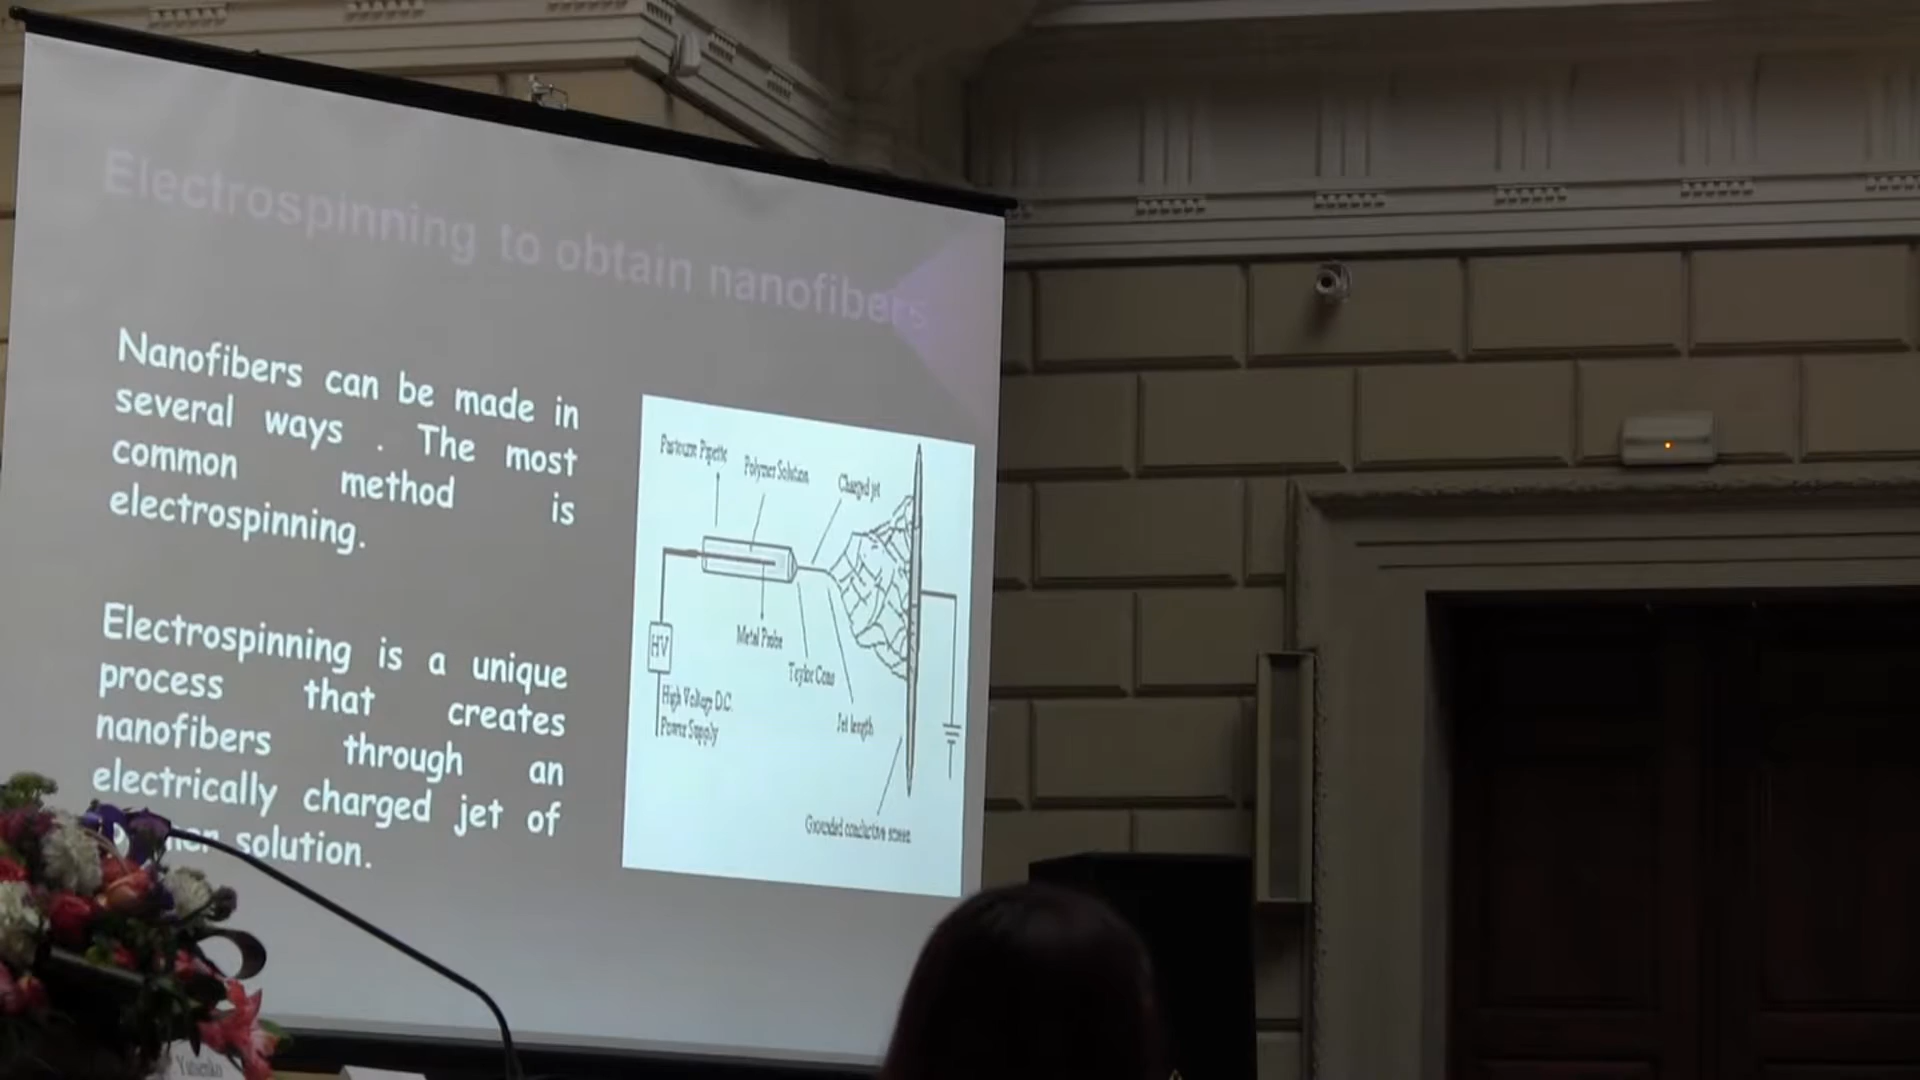 Electrospinning to obtain nanofibers
Nanofibers can be made in
several ways . The most
common method is
electrospinning.
Electrospinning is a unique
process that creates
nanofibers through an
electrically charged jet of
solution.
Pasteure Pipette
Polymer Solution
Charged jet
HV
Metal Probe
Taylor Cone
High Voltage D.C.
Power Supply
Jet length
Grounded conductive screen